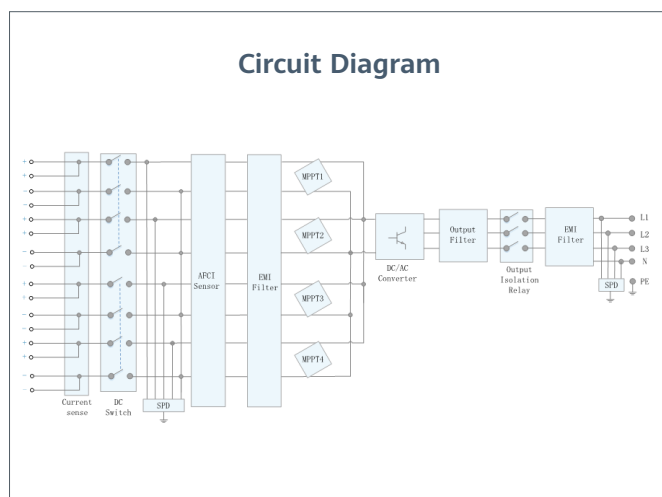 Circuit Diagram
+
+
-
-
+
+
-
-
+
+
-
-
+
+
-
-
Current
sense
DC
Switch
SPD
AFCI
Sensor
EMI
Filter
MPPT1
MPPT2
MPPT3
MPPT4
DC/AC
Converter
Output
Filter
Output
Isolation
Relay
EMI
Filter
SPD
L1
L2
L3
N
PE